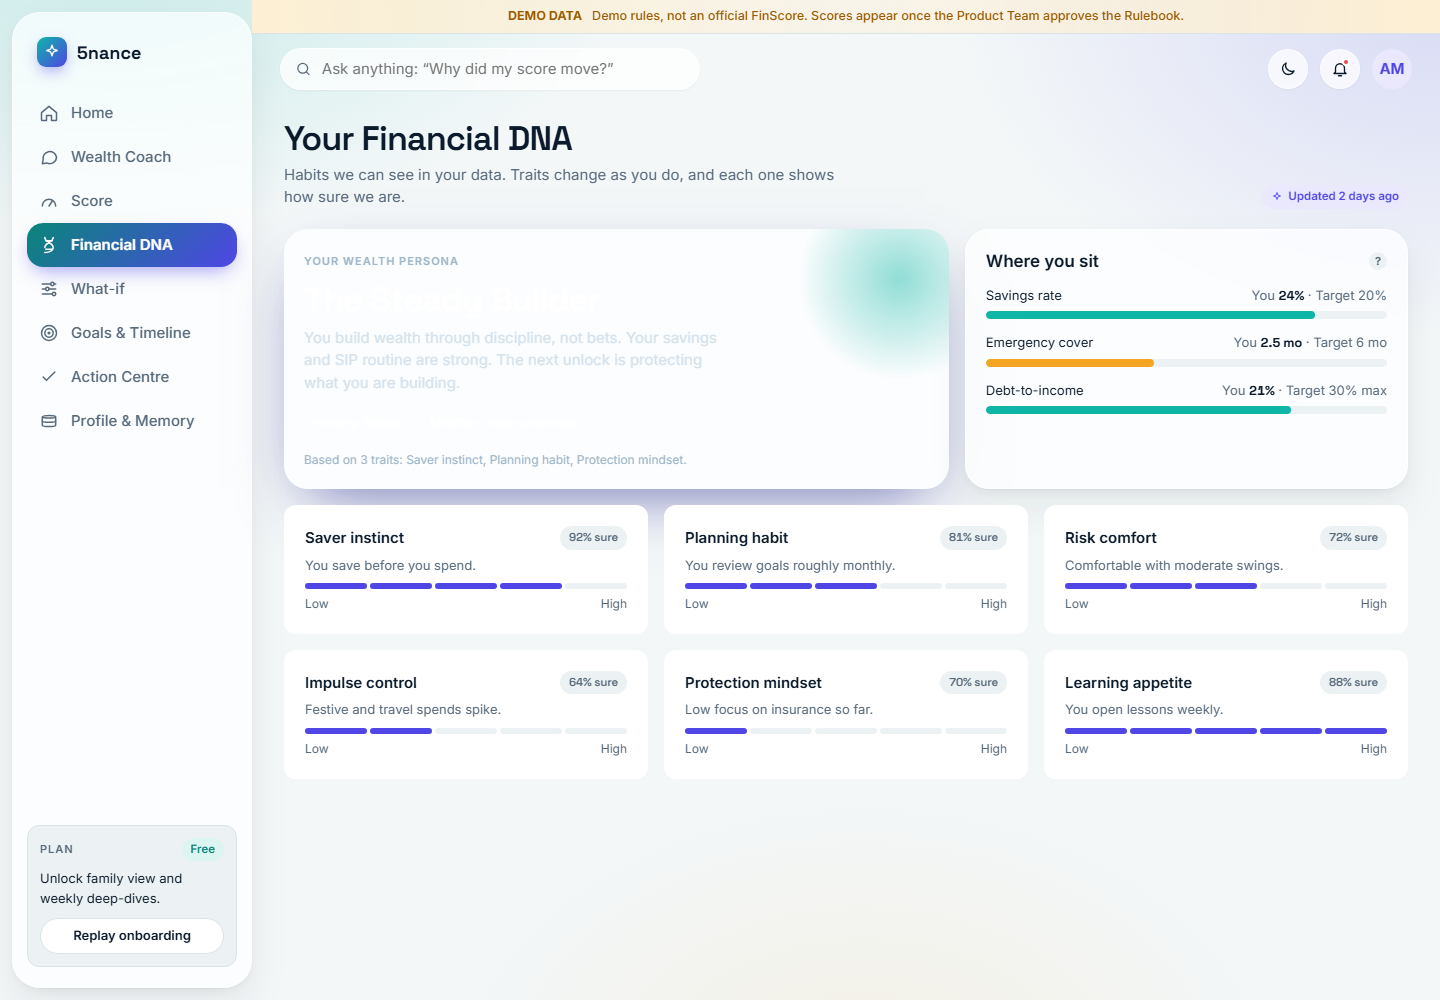 DEMO DATA Demo rules, not an official FinScore. Scores appear once the Product Team approves the Rulebook.
5nance
Home
Wealth Coach
Score
Financial DNA
What-if
Goals & Timeline
Action Centre
Profile & Memory
PLAN Free
Unlock family view and
weekly deep-dives.
Replay onboarding
Ask anything: “Why did my score move?”
AM
Your Financial DNA
Habits we can see in your data. Traits change as you do, and each one shows
how sure we are.
Updated 2 days ago
YOUR WEALTH PERSONA
The Steady Builder
You build wealth through discipline, not bets. Your savings
and SIP routine are strong. The next unlock is protecting
what you are building.
Based on 3 traits: Saver instinct, Planning habit, Protection mindset.
Where you sit ?
Savings rate You 24% · Target 20%
Emergency cover You 2.5 mo · Target 6 mo
Debt-to-income You 21% · Target 30% max
Saver instinct 92% sure
You save before you spend.
Low High
Planning habit 81% sure
You review goals roughly monthly.
Low High
Risk comfort 72% sure
Comfortable with moderate swings.
Low High
Impulse control 64% sure
Festive and travel spends spike.
Low High
Protection mindset 70% sure
Low focus on insurance so far.
Low High
Learning appetite 88% sure
You open lessons weekly.
Low High